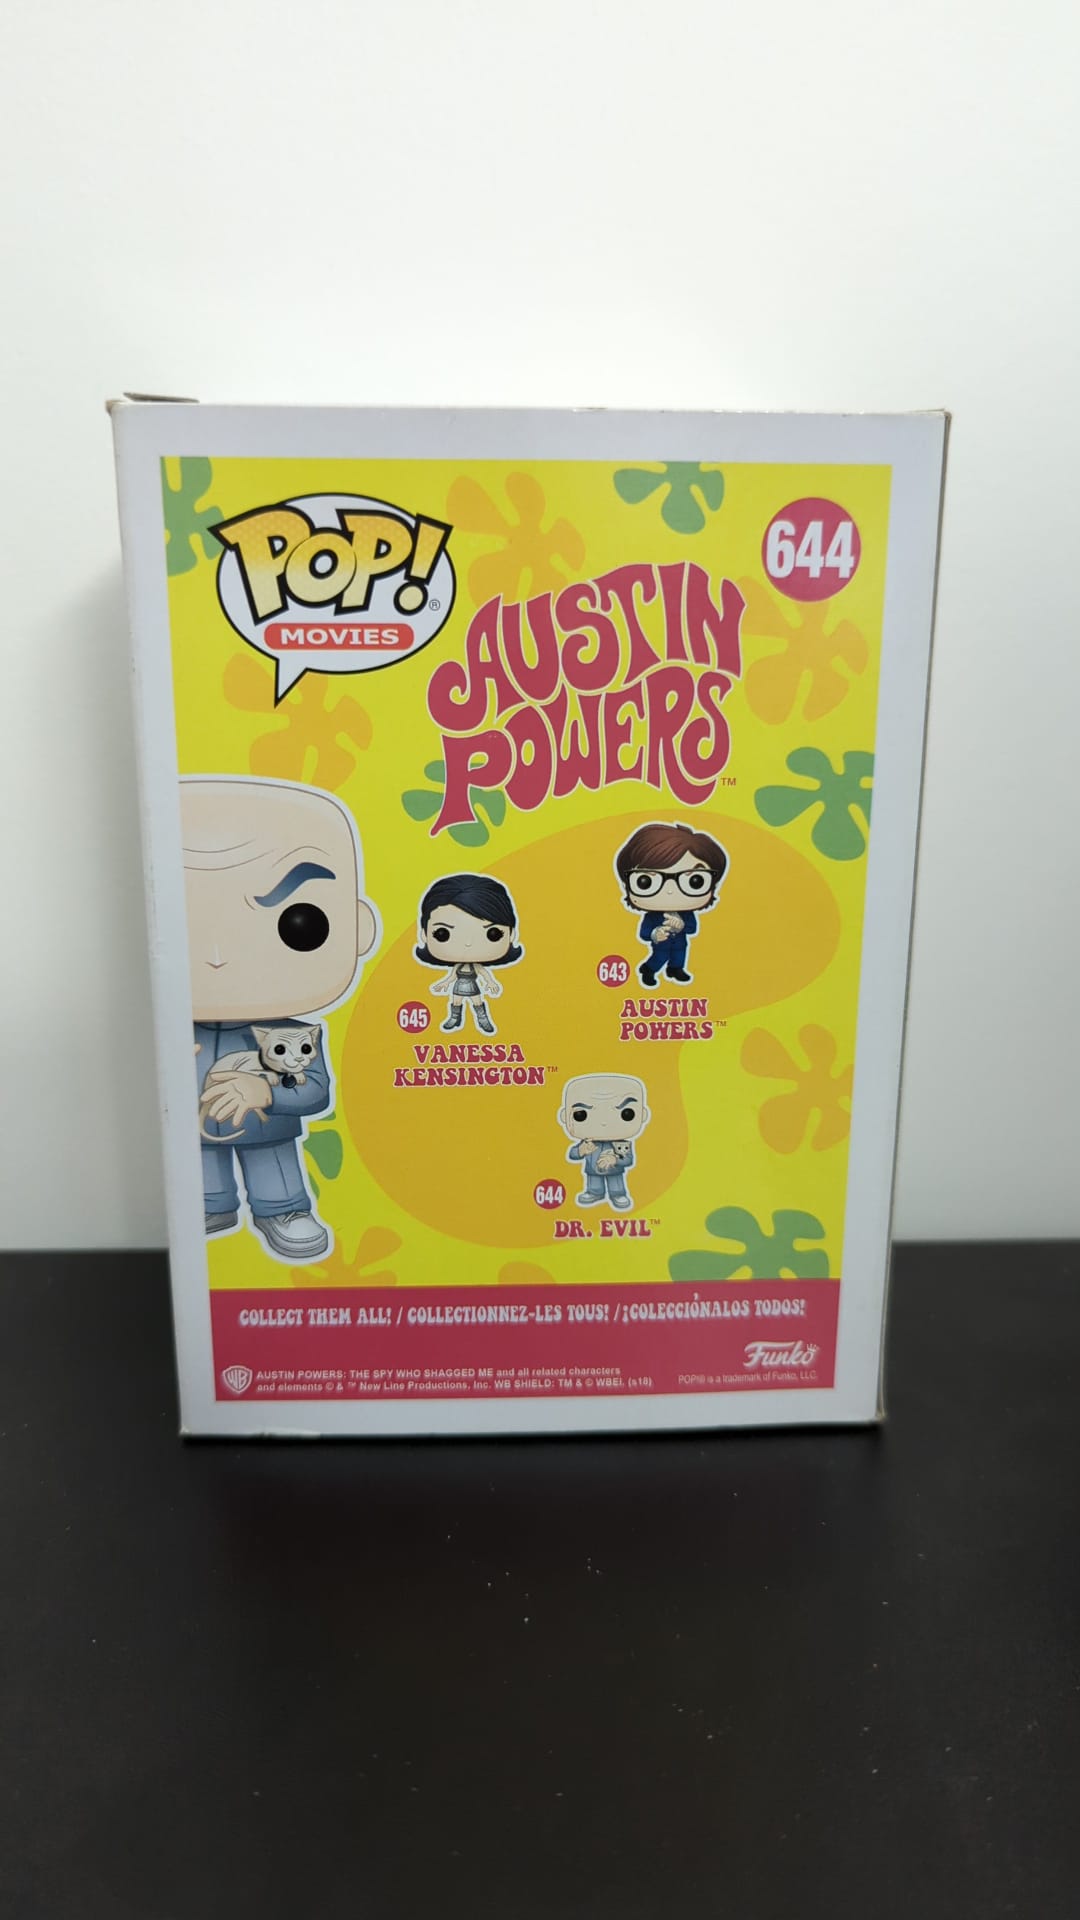 POP!®
MOVIES
644
AUSTIN
POWERS™
643
AUSTIN
POWERS™
645
VANESSA
KENSINGTON™
644
DR. EVIL™
COLLECT THEM ALL! / COLLECTIONNEZ-LES TOUS! / ¡COLECCIÓNALOS TODOS!
Funko
WB
AUSTIN POWERS: THE SPY WHO SHAGGED ME and all related characters
and elements © & ™ New Line Productions, Inc. WB SHIELD: TM & © WBEI. (s18)
POP!® is a trademark of Funko, LLC.